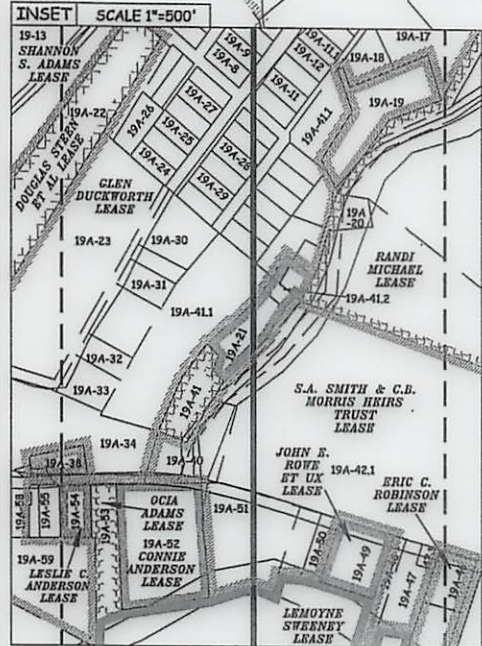 INSET
SCALE 1"=500'
19-13
SHANNON
S. ADAMS
LEASE
19A-22
DOUGLAS STEEN
ET AL LEASE
19A-9
19A-8
19A-27
19A-26
19A-25
19A-24
19A-28
19A-29
19A-11.1
19A-12
19A-11
19A-41.1
19A-17
19A-18
19A-19
GLEN
DUCKWORTH
LEASE
19A-23
19A-30
19A-31
19A-41.1
19A-32
19A-33
19A-34
19A
-20
RANDI
MICHAEL
LEASE
19A-41.2
19A-21
19A-41
19A-40
S.A. SMITH & C.B.
MORRIS HEIRS
TRUST
LEASE
19A-38
JOHN E.
ROWE
ET UX
LEASE
19A-42.1
ERIC C.
ROBINSON
LEASE
19A-58
19A-55
19A-54
19A-53
OCIA
ADAMS
LEASE
19A-51
19A-52
CONNIE
ANDERSON
LEASE
19A-59
LESLIE C.
ANDERSON
LEASE
19A-50
19A-49
19A-47
LEMOYNE
SWEENEY
LEASE